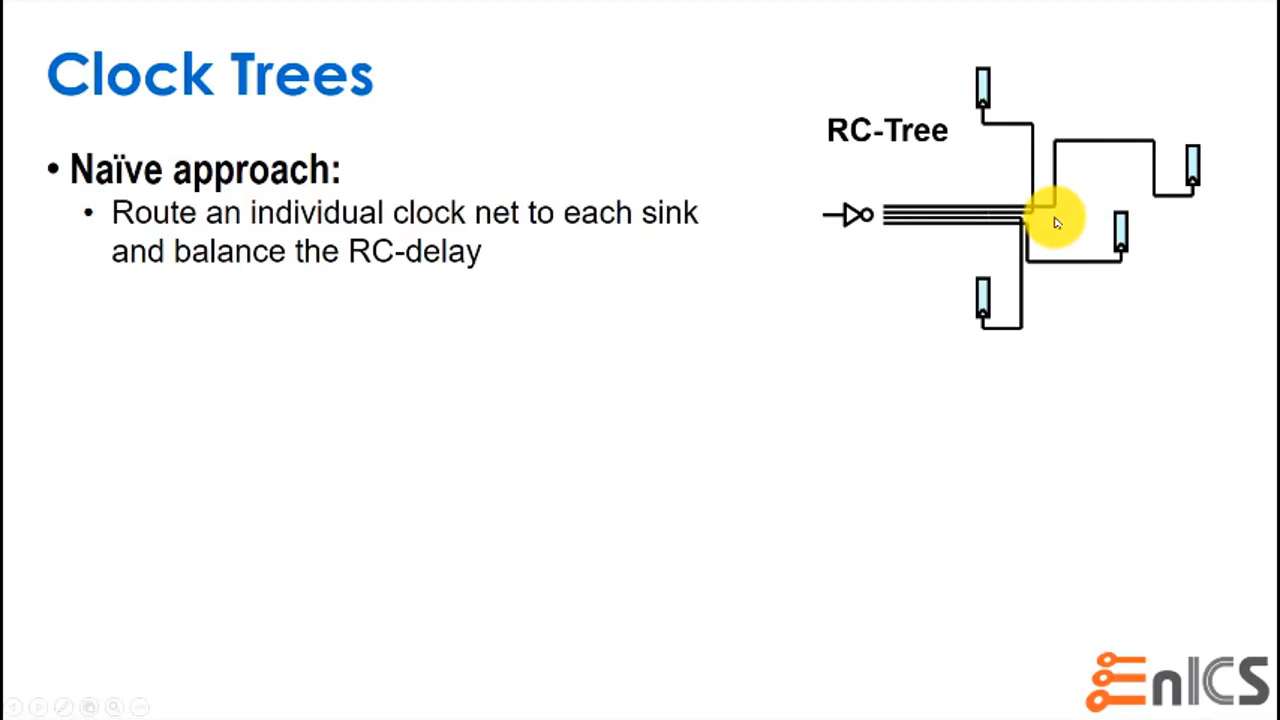 Clock Trees
• Naïve approach:
• Route an individual clock net to each sink
and balance the RC-delay
RC-Tree
EnICS